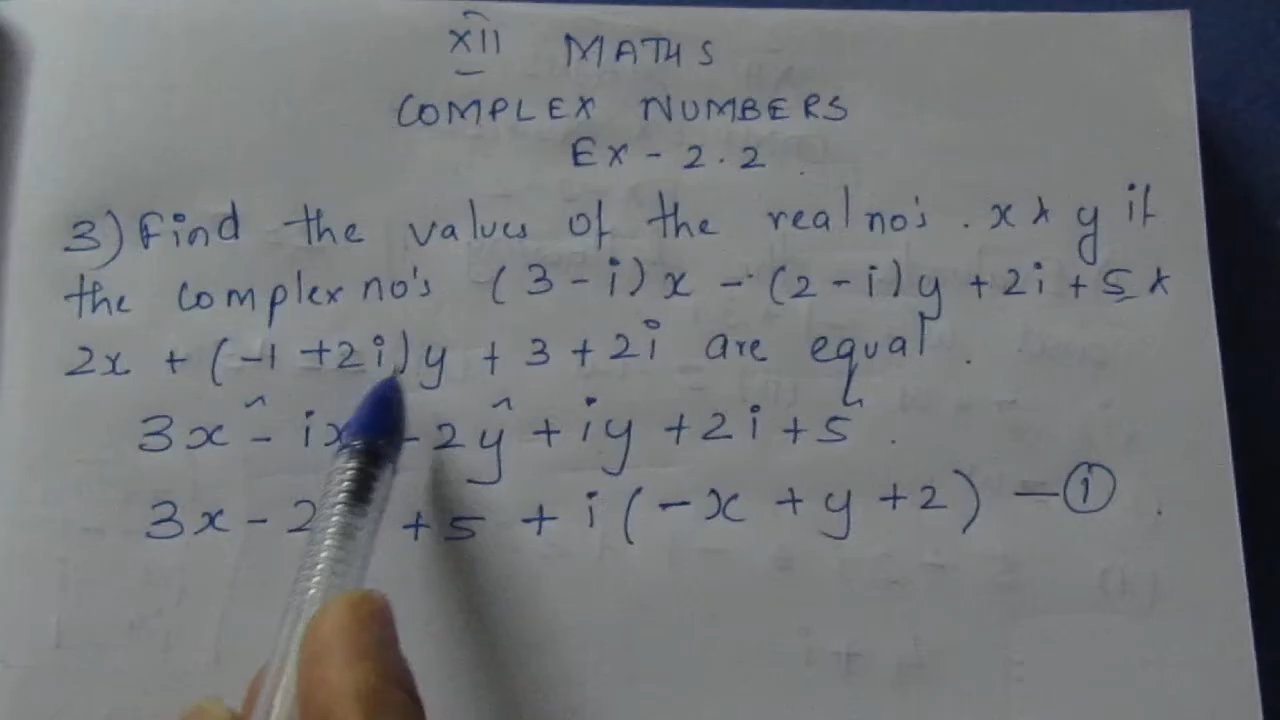 XII MATHS
COMPLEX NUMBERS
EX - 2.2
3) Find the values of the real no's . x & y if
the complex no's (3 - i) x - (2 - i) y + 2i + 5 &
2x + (-1 + 2i) y + 3 + 2i are equal .
3x - ix - 2y + iy + 2i + 5 .
3x - 2 + 5 + i (-x + y + 2) — (i)